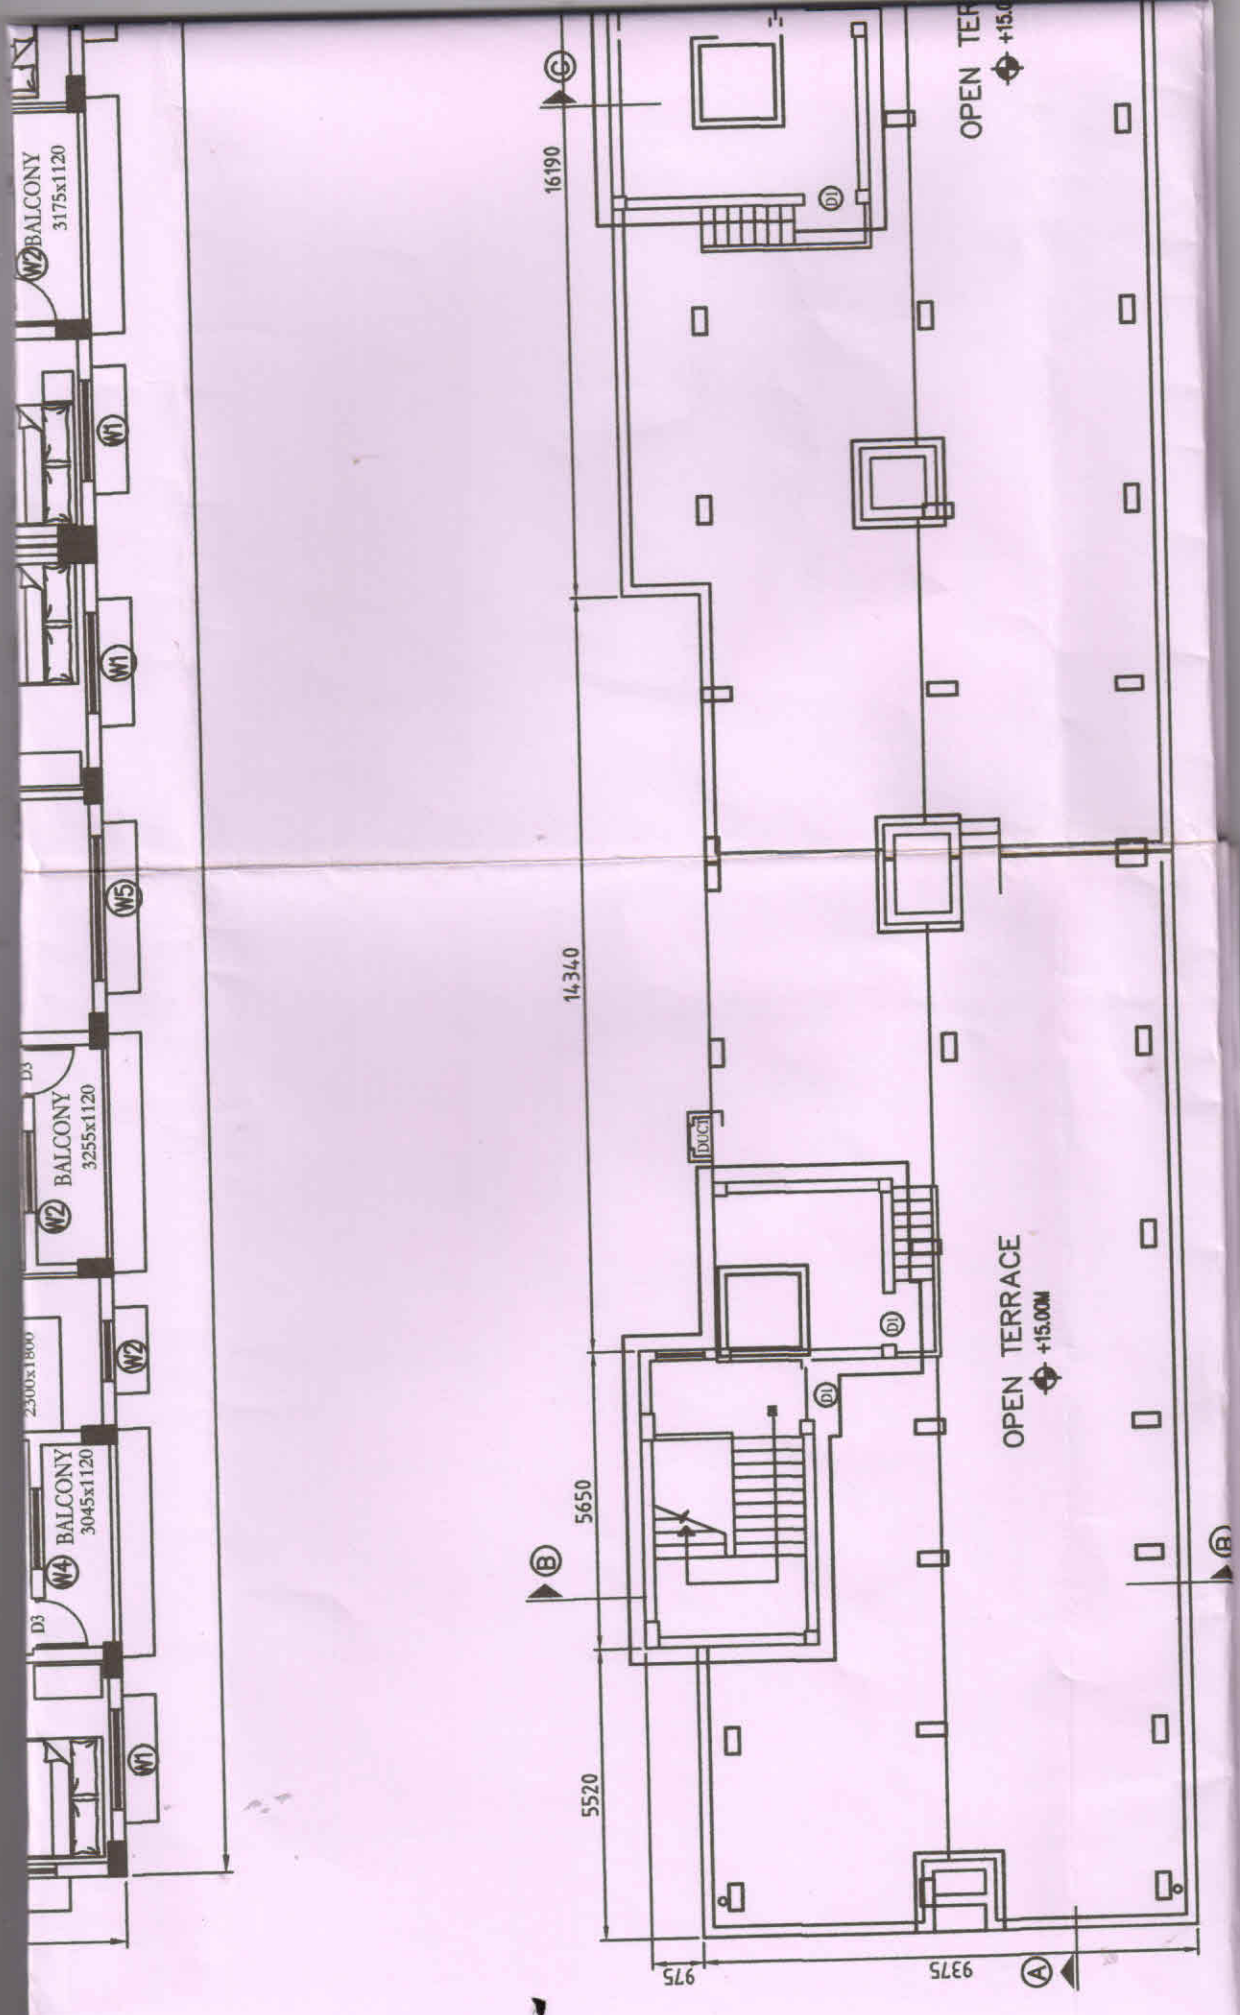 BALCONY
3175x1120
W2
W1
W1
W5
D3
BALCONY
3255x1120
W2
2300x1800
W2
BALCONY
3045x1120
W4
D3
W1
C
16190
14340
5650
5520
B
D1
OPEN TER
+15.0
DUCT
D1
D1
OPEN TERRACE
+15.00M
B
975
9375
A